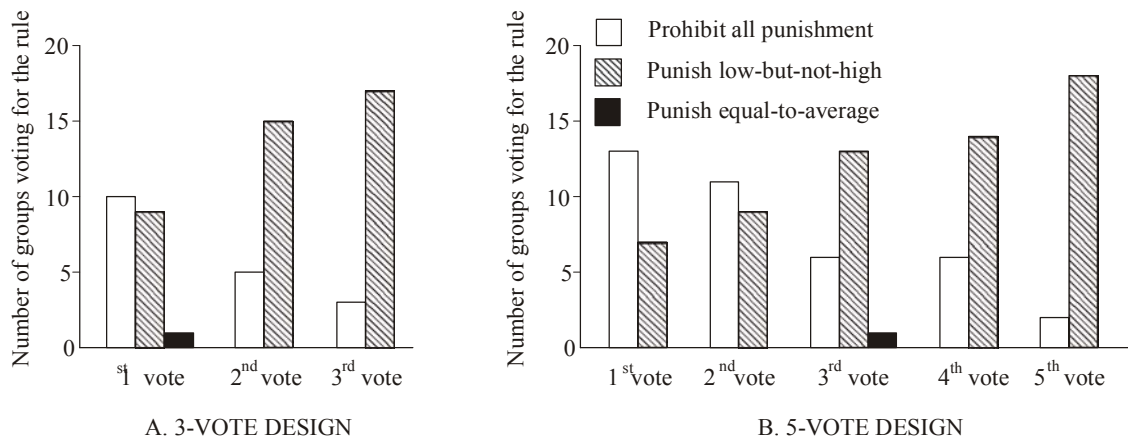 Number of groups voting for the rule
20
15
10
5
0
st1 vote
2nd vote
3rd vote
A. 3-VOTE DESIGN
Number of groups voting for the rule
20
15
10
5
0
Prohibit all punishment
Punish low-but-not-high
Punish equal-to-average
1st vote
2nd vote
3rd vote
4th vote
5th vote
B. 5-VOTE DESIGN